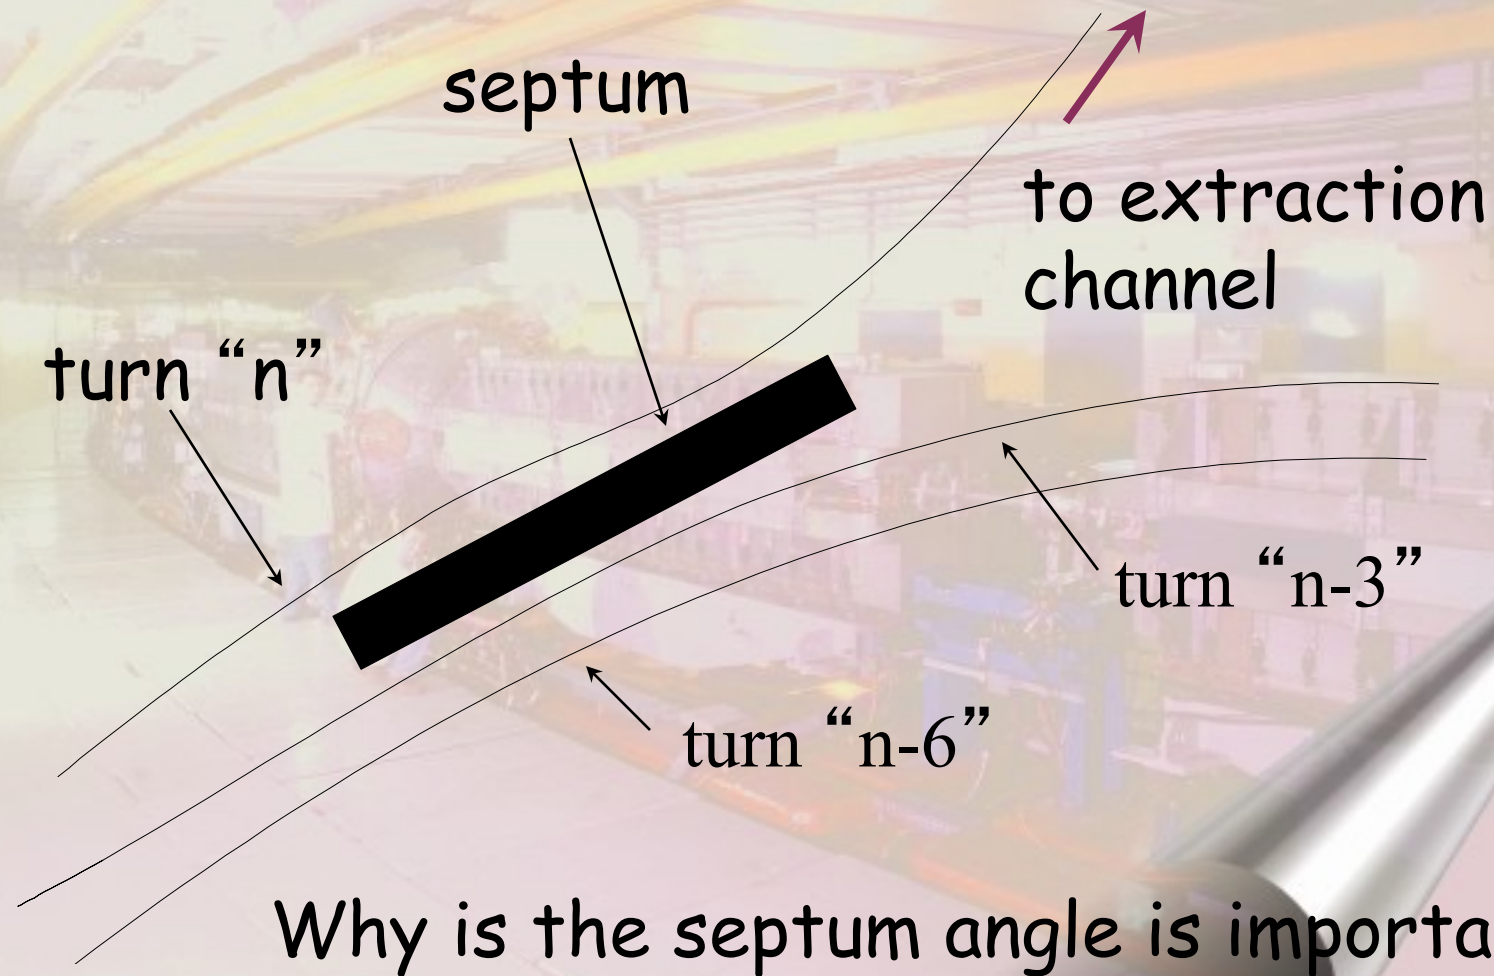 septum
to extraction
channel
turn “n”
turn “n-3”
turn “n-6”
Why is the septum angle is importa